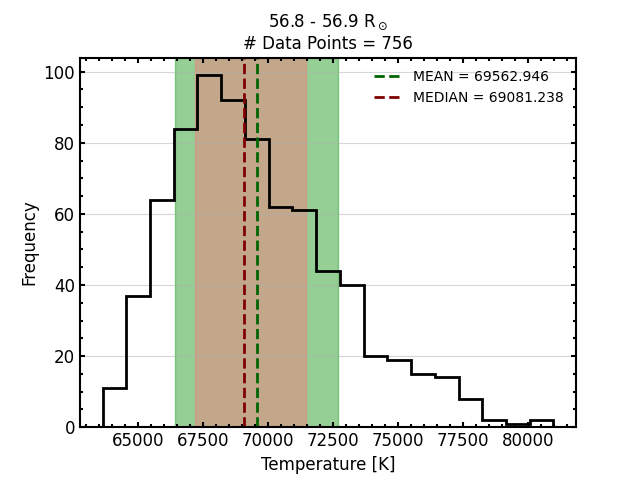 56.8 - 56.9 R⊙
# Data Points = 756
MEAN = 69562.946
MEDIAN = 69081.238
100
80
60
40
20
0
Frequency
65000 67500 70000 72500 75000 77500 80000
Temperature [K]